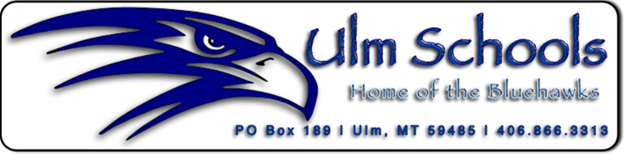 Ulm Schools
Home of the Bluehawks
PO Box 189 | Ulm, MT 59485 | 406.866.3313